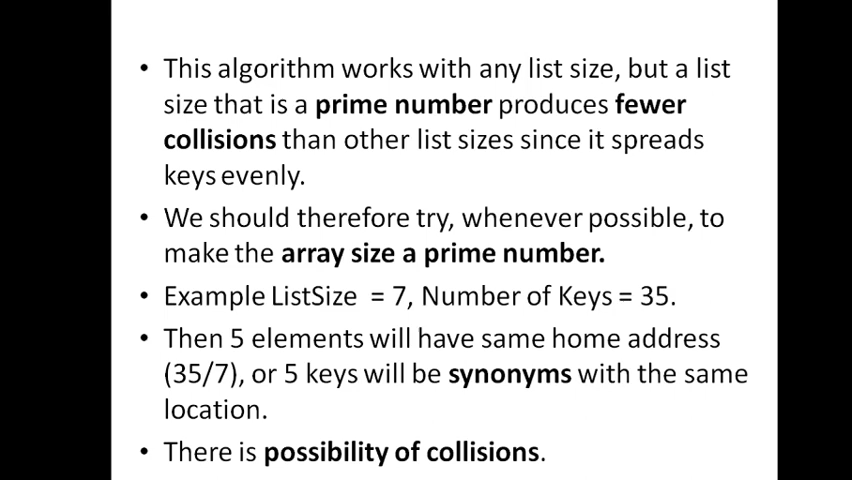 • This algorithm works with any list size, but a list
size that is a prime number produces fewer
collisions than other list sizes since it spreads
keys evenly.
• We should therefore try, whenever possible, to
make the array size a prime number.
• Example ListSize = 7, Number of Keys = 35.
• Then 5 elements will have same home address
(35/7), or 5 keys will be synonyms with the same
location.
• There is possibility of collisions.